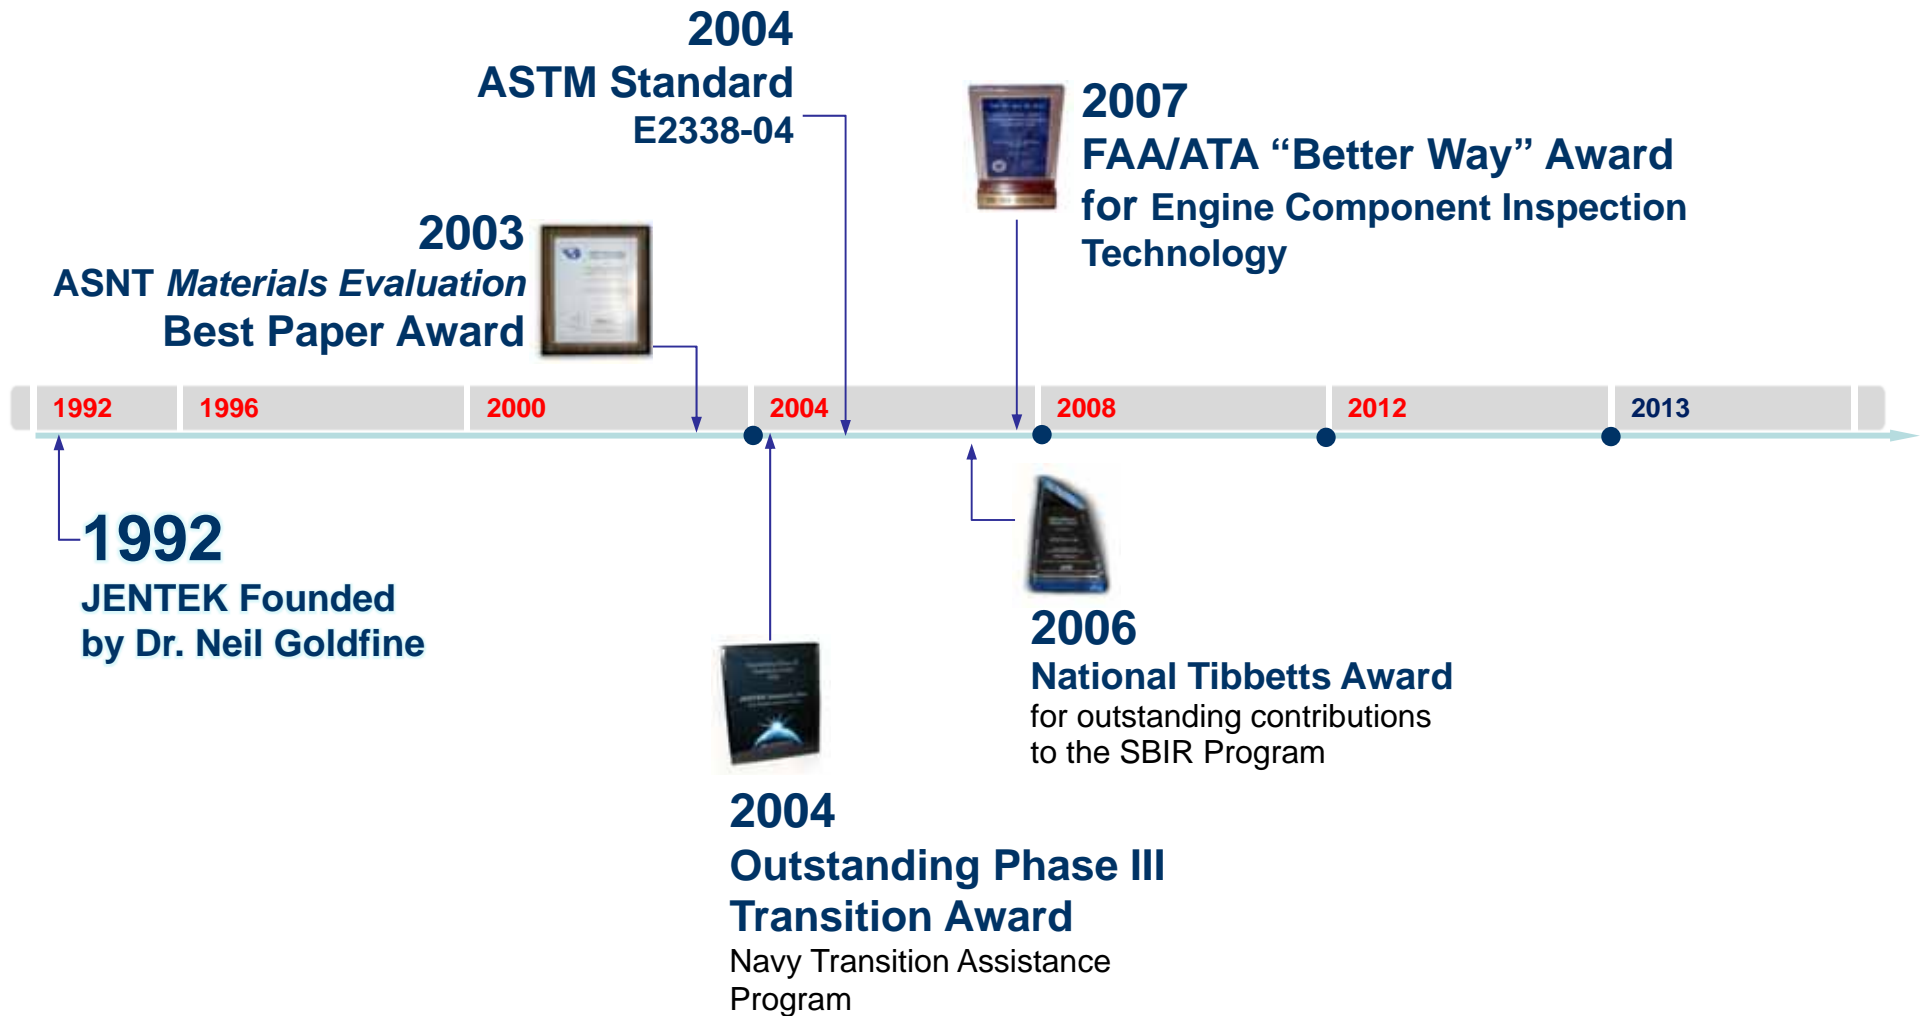 2004
ASTM Standard
E2338-04
2007
FAA/ATA “Better Way” Award
for Engine Component Inspection
Technology
2003
ASNT Materials Evaluation
Best Paper Award
1992
1996
2000
2004
2008
2012
2013
1992
JENTEK Founded
by Dr. Neil Goldfine
2006
National Tibbetts Award
for outstanding contributions
to the SBIR Program
2004
Outstanding Phase III
Transition Award
Navy Transition Assistance
Program